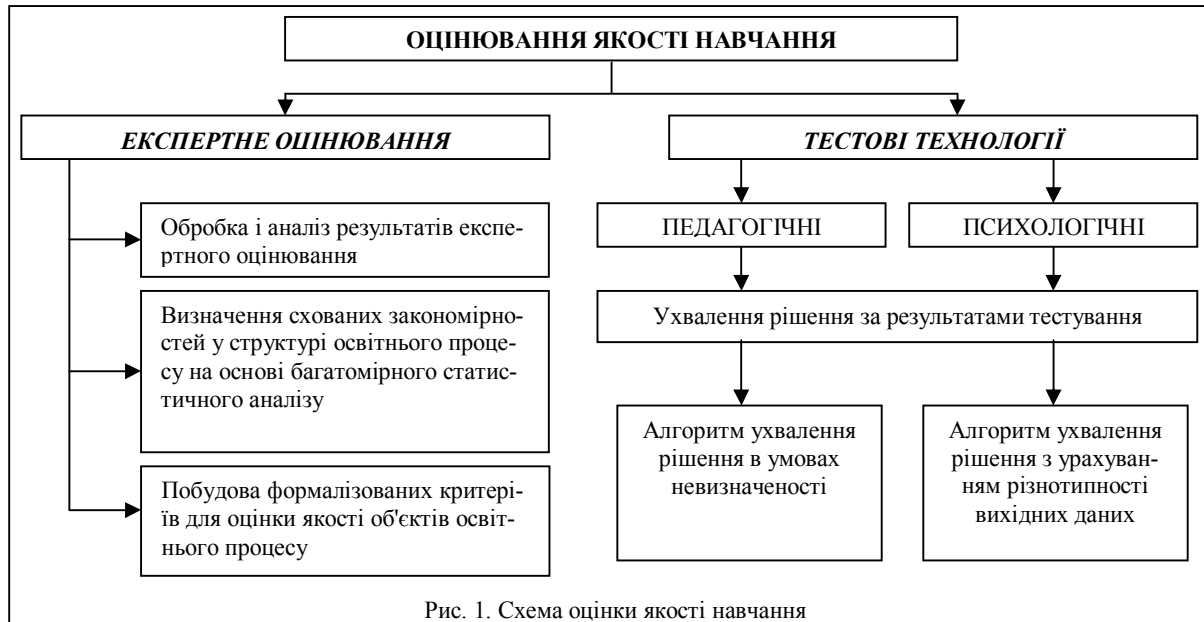 ОЦІНЮВАННЯ ЯКОСТІ НАВЧАННЯ
ЕКСПЕРТНЕ ОЦІНЮВАННЯ
Обробка і аналіз результатів експе-
ртного оцінювання
Визначення схованих закономірно-
стей у структурі освітнього проце-
су на основі багатомірного статис-
тичного аналізу
Побудова формалізованих критері-
їв для оцінки якості об'єктів освіт-
нього процесу
ТЕСТОВІ ТЕХНОЛОГІЇ
ПЕДАГОГІЧНІ
ПСИХОЛОГІЧНІ
Ухвалення рішення за результатами тестування
Алгоритм ухвалення
рішення в умовах
невизначеності
Алгоритм ухвалення
рішення з урахуван-
ням різнотипності
вихідних даних
Рис. 1. Схема оцінки якості навчання